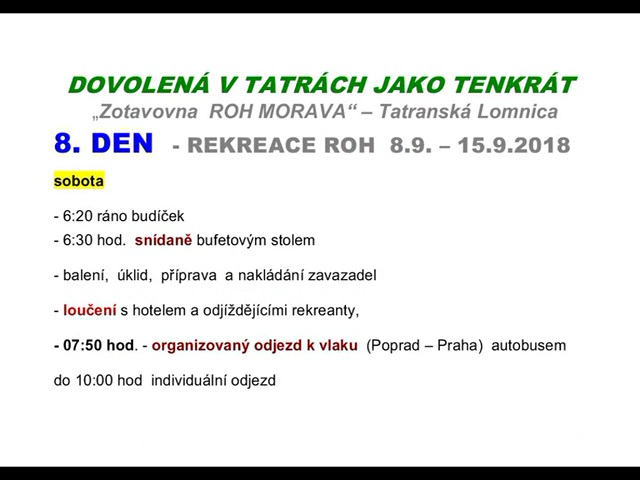 DOVOLENÁ V TATRÁCH JAKO TENKRÁT
„Zotavovna ROH MORAVA“ – Tatranská Lomnica
8. DEN - REKREACE ROH 8.9. – 15.9.2018
sobota
- 6:20 ráno budíček
- 6:30 hod. snídaně bufetovým stolem
- balení, úklid, příprava a nakládání zavazadel
- loučení s hotelem a odjíždějícími rekreanty,
- 07:50 hod. - organizovaný odjezd k vlaku (Poprad – Praha) autobusem
do 10:00 hod individuální odjezd